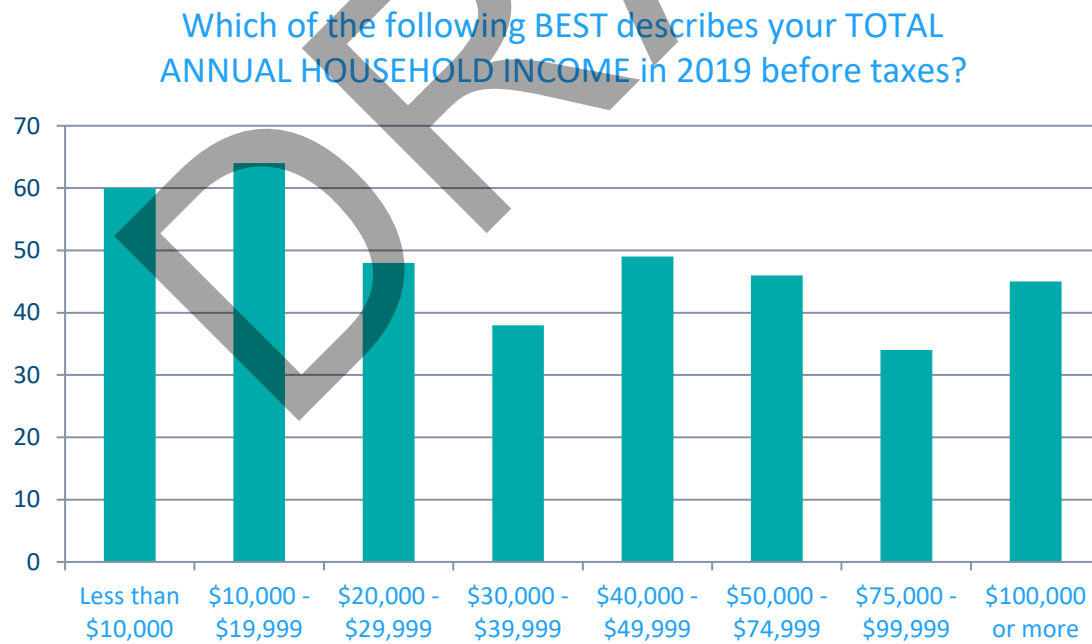 Which of the following BEST describes your TOTAL
ANNUAL HOUSEHOLD INCOME in 2019 before taxes?
70
60
50
40
30
20
10
0
Less than $10,000 - $20,000 - $30,000 - $40,000 - $50,000 - $75,000 - $100,000
$10,000 $19,999 $29,999 $39,999 $49,999 $74,999 $99,999 or more